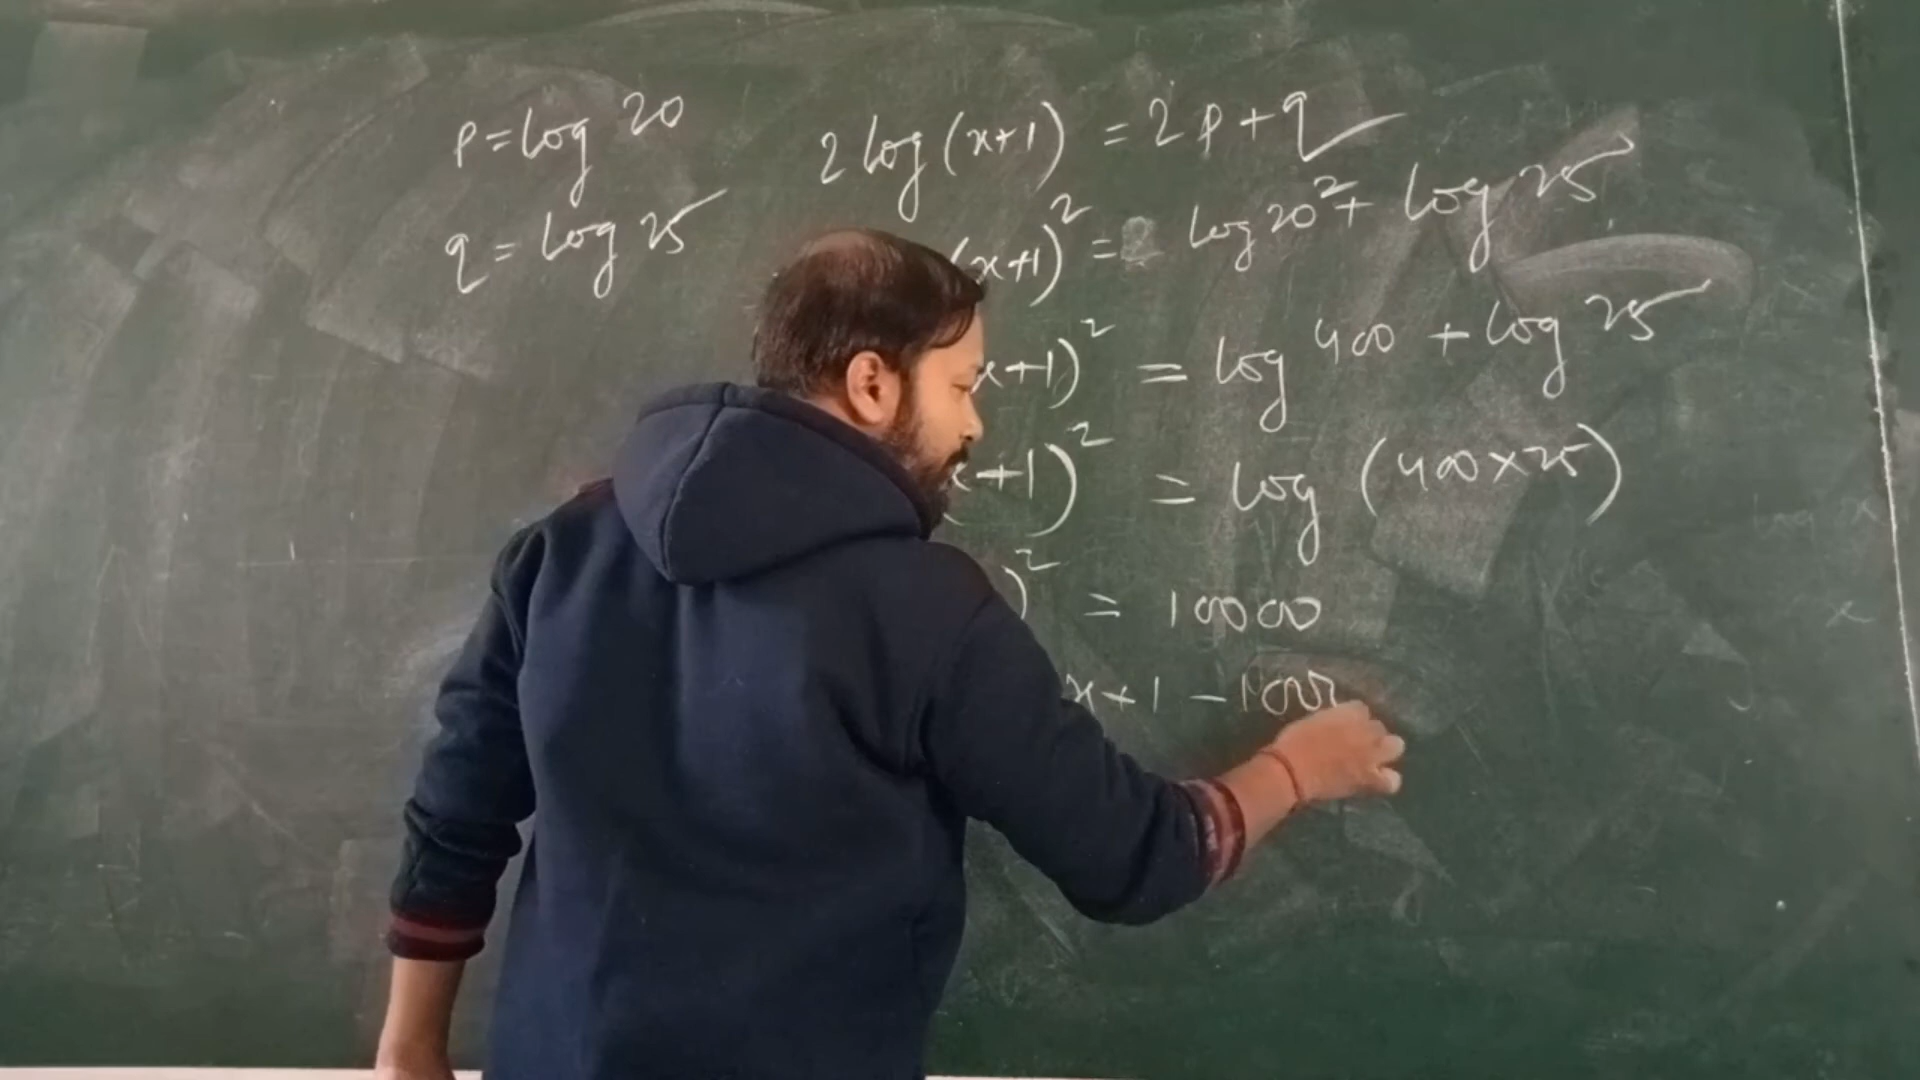 p = log 20
q = log 25
2 log (x+1) = 2p + q
(x+1)² = log 20² + log 25
x+1)² = log 400 + log 25
x+1)² = log (400×25)
)² = 10000
x+1 - 100